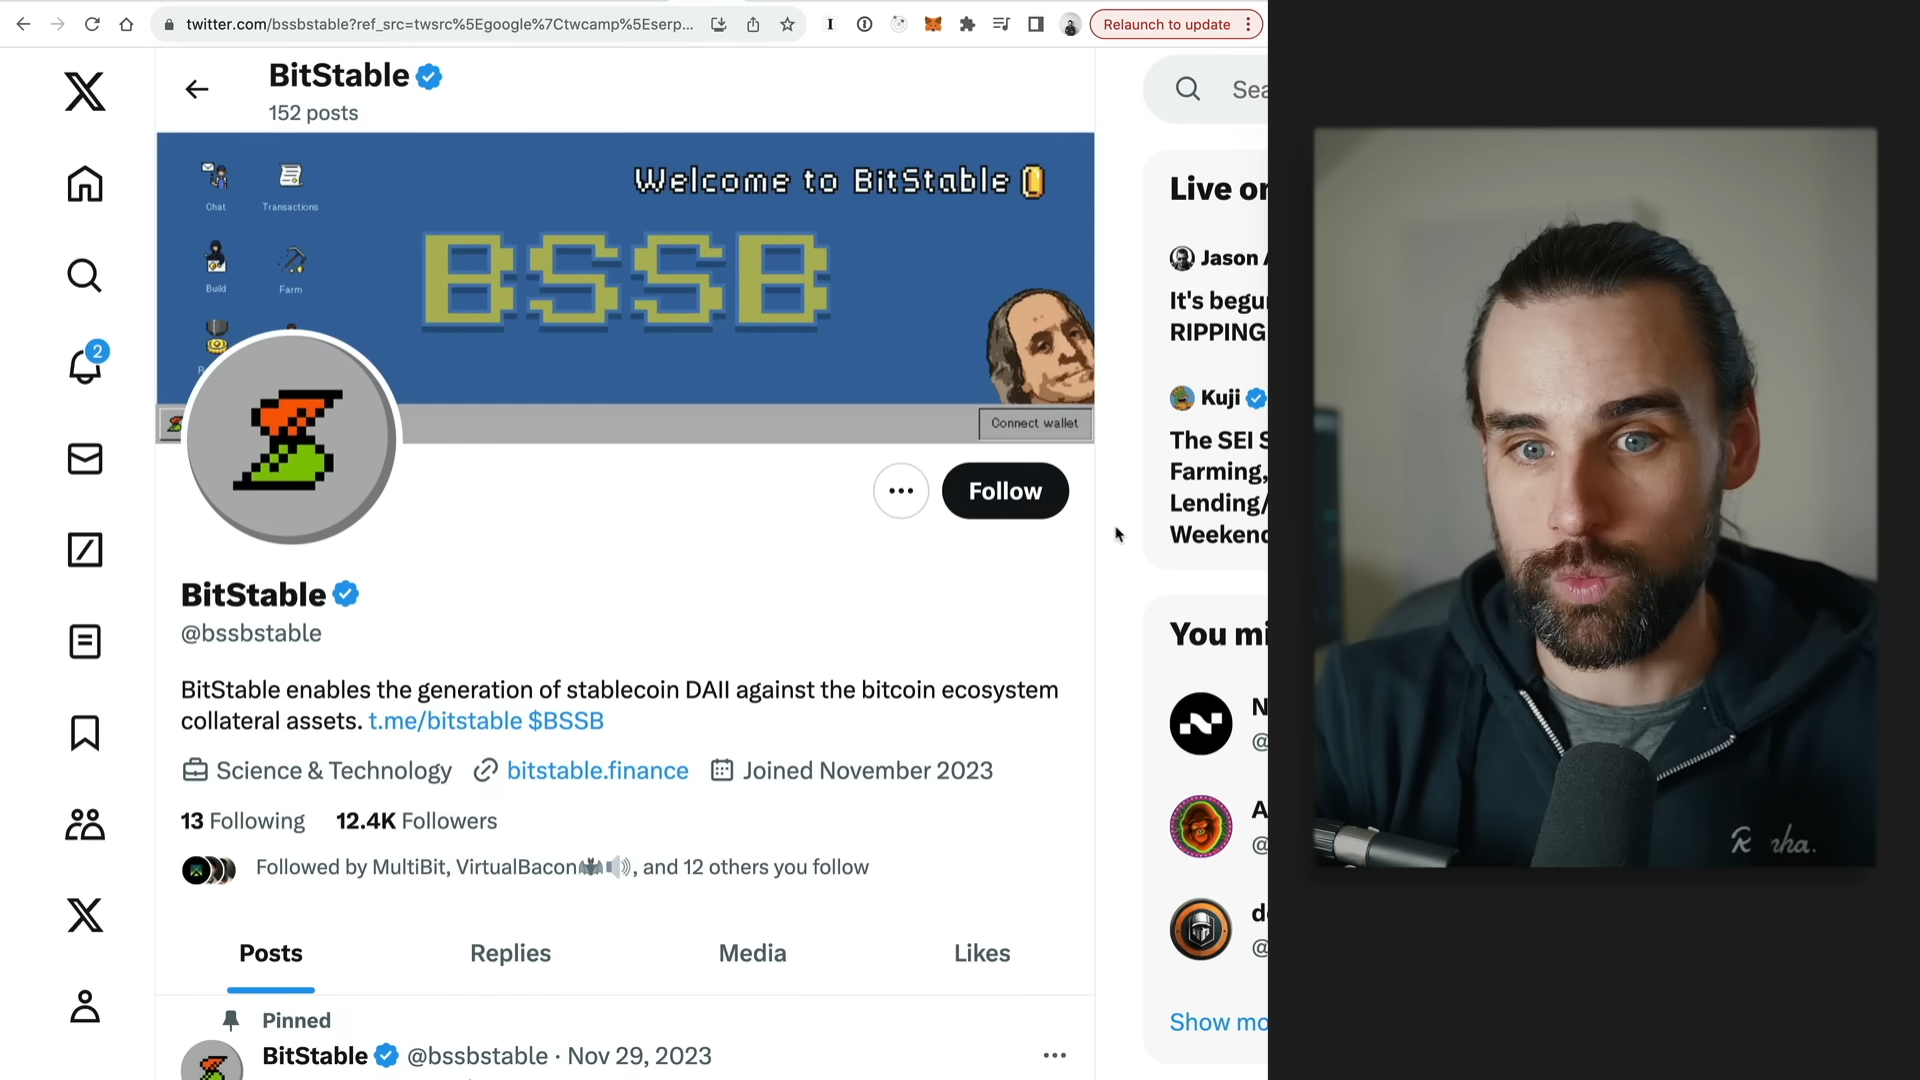 twitter.com/bssbstable?ref_src=twsrc%5Egoogle%7Ctwcamp%5Eserp...
Relaunch to update
BitStable
152 posts
Chat
Transactions
Build
Farm
Welcome to BitStable
BSSB
Connect wallet
Follow
BitStable
@bssbstable
BitStable enables the generation of stablecoin DAII against the bitcoin ecosystem
collateral assets. t.me/bitstable $BSSB
Science & Technology
bitstable.finance
Joined November 2023
13 Following
12.4K Followers
Followed by MultiBit, VirtualBacon, and 12 others you follow
Posts
Replies
Media
Likes
Pinned
BitStable @bssbstable · Nov 29, 2023
2
Sea
Live on
Jason A
It's begun
RIPPING
Kuji
The SEI S
Farming,
Lending/
Weekend
You mi
N
@
A
@
d
@
Show mo